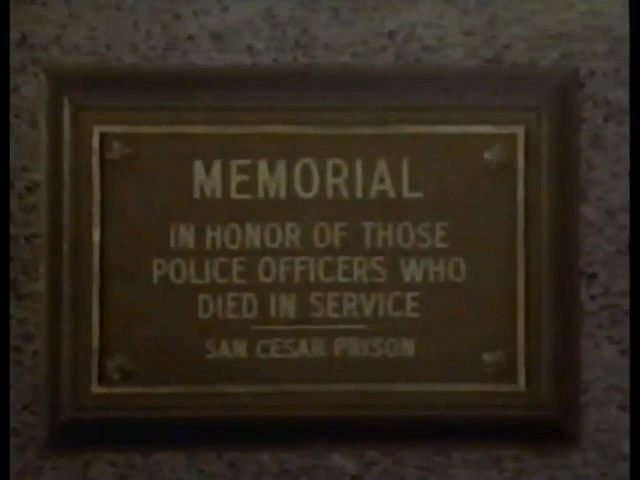 MEMORIAL
IN HONOR OF THOSE
POLICE OFFICERS WHO
DIED IN SERVICE
SAN CESAR PRISON